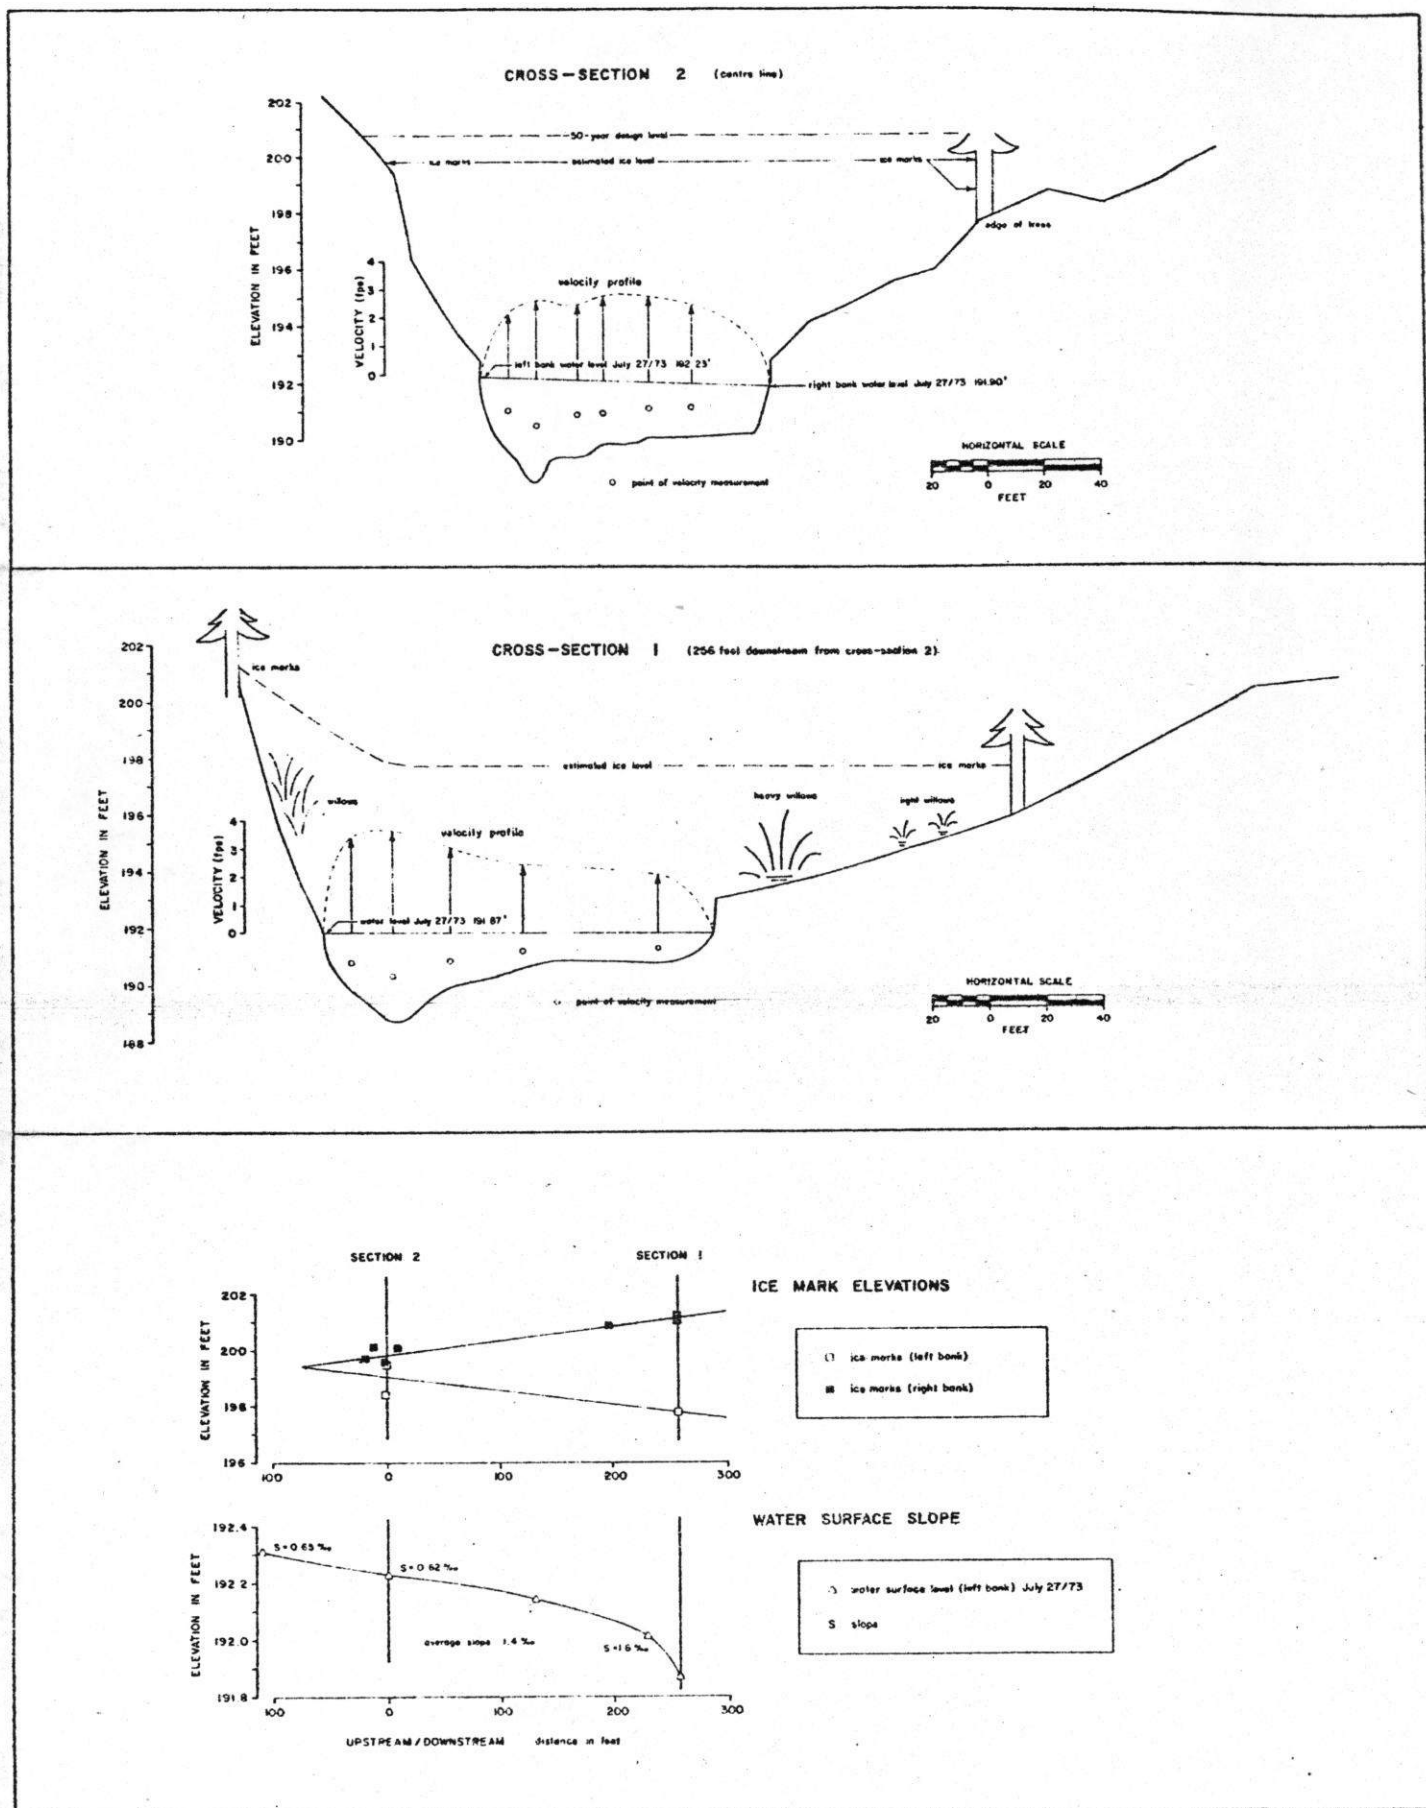 CROSS-SECTION 2 (centre line)
202
200
198
196
194
192
190
ELEVATION IN FEET
50-year design level
ice marks
estimated ice level
ice marks
edge of trees
4
3
2
1
0
VELOCITY (fps)
velocity profile
left bank water level July 27/73 192.23'
right bank water level July 27/73 191.90'
point of velocity measurement
HORIZONTAL SCALE
20 0 20 40
FEET
CROSS-SECTION 1 (256 feet downstream from cross-section 2)
202
200
198
196
194
192
190
188
ELEVATION IN FEET
ice marks
estimated ice level
ice marks
willows
heavy willows
light willows
4
3
2
1
0
VELOCITY (fps)
velocity profile
water level July 27/73 191.87'
point of velocity measurement
HORIZONTAL SCALE
20 0 20 40
FEET
SECTION 2
SECTION 1
ICE MARK ELEVATIONS
202
200
198
196
ELEVATION IN FEET
100 0 100 200 300
ice marks (left bank)
ice marks (right bank)
WATER SURFACE SLOPE
192.4
192.2
192.0
191.8
ELEVATION IN FEET
S=0.65 ‰
S=0.62 ‰
average slope 1.4 ‰
S=1.6 ‰
100 0 100 200 300
UPSTREAM/DOWNSTREAM distance in feet
water surface level (left bank) July 27/73
S slope